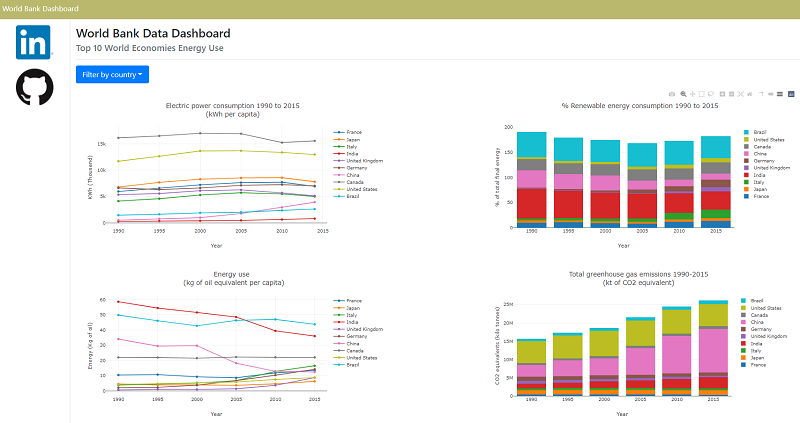 World Bank Dashboard
in
World Bank Data Dashboard
Top 10 World Economies Energy Use
Filter by country
Electric power consumption 1990 to 2015
(kWh per capita)
KWh (Thousand)
15k
10k
5k
0
1990
1995
2000
2005
2010
2015
Year
France
Japan
Italy
India
United Kingdom
Germany
China
Canada
United States
Brazil
% Renewable energy consumption 1990 to 2015
% of total final energy
200
150
100
50
0
1990
1995
2000
2005
2010
2015
Year
Brazil
United States
Canada
China
Germany
United Kingdom
India
Italy
Japan
France
Energy use
(kg of oil equivalent per capita)
Energy (Kg of oil)
60
50
40
30
20
10
0
1990
1995
2000
2005
2010
2015
Year
France
Japan
Italy
India
United Kingdom
Germany
China
Canada
United States
Brazil
Total greenhouse gas emissions 1990-2015
(kt of CO2 equivalent)
CO2 equivalents (kilo tonnes)
25M
20M
15M
10M
5M
0
1990
1995
2000
2005
2010
2015
Year
Brazil
United States
Canada
China
Germany
United Kingdom
India
Italy
Japan
France